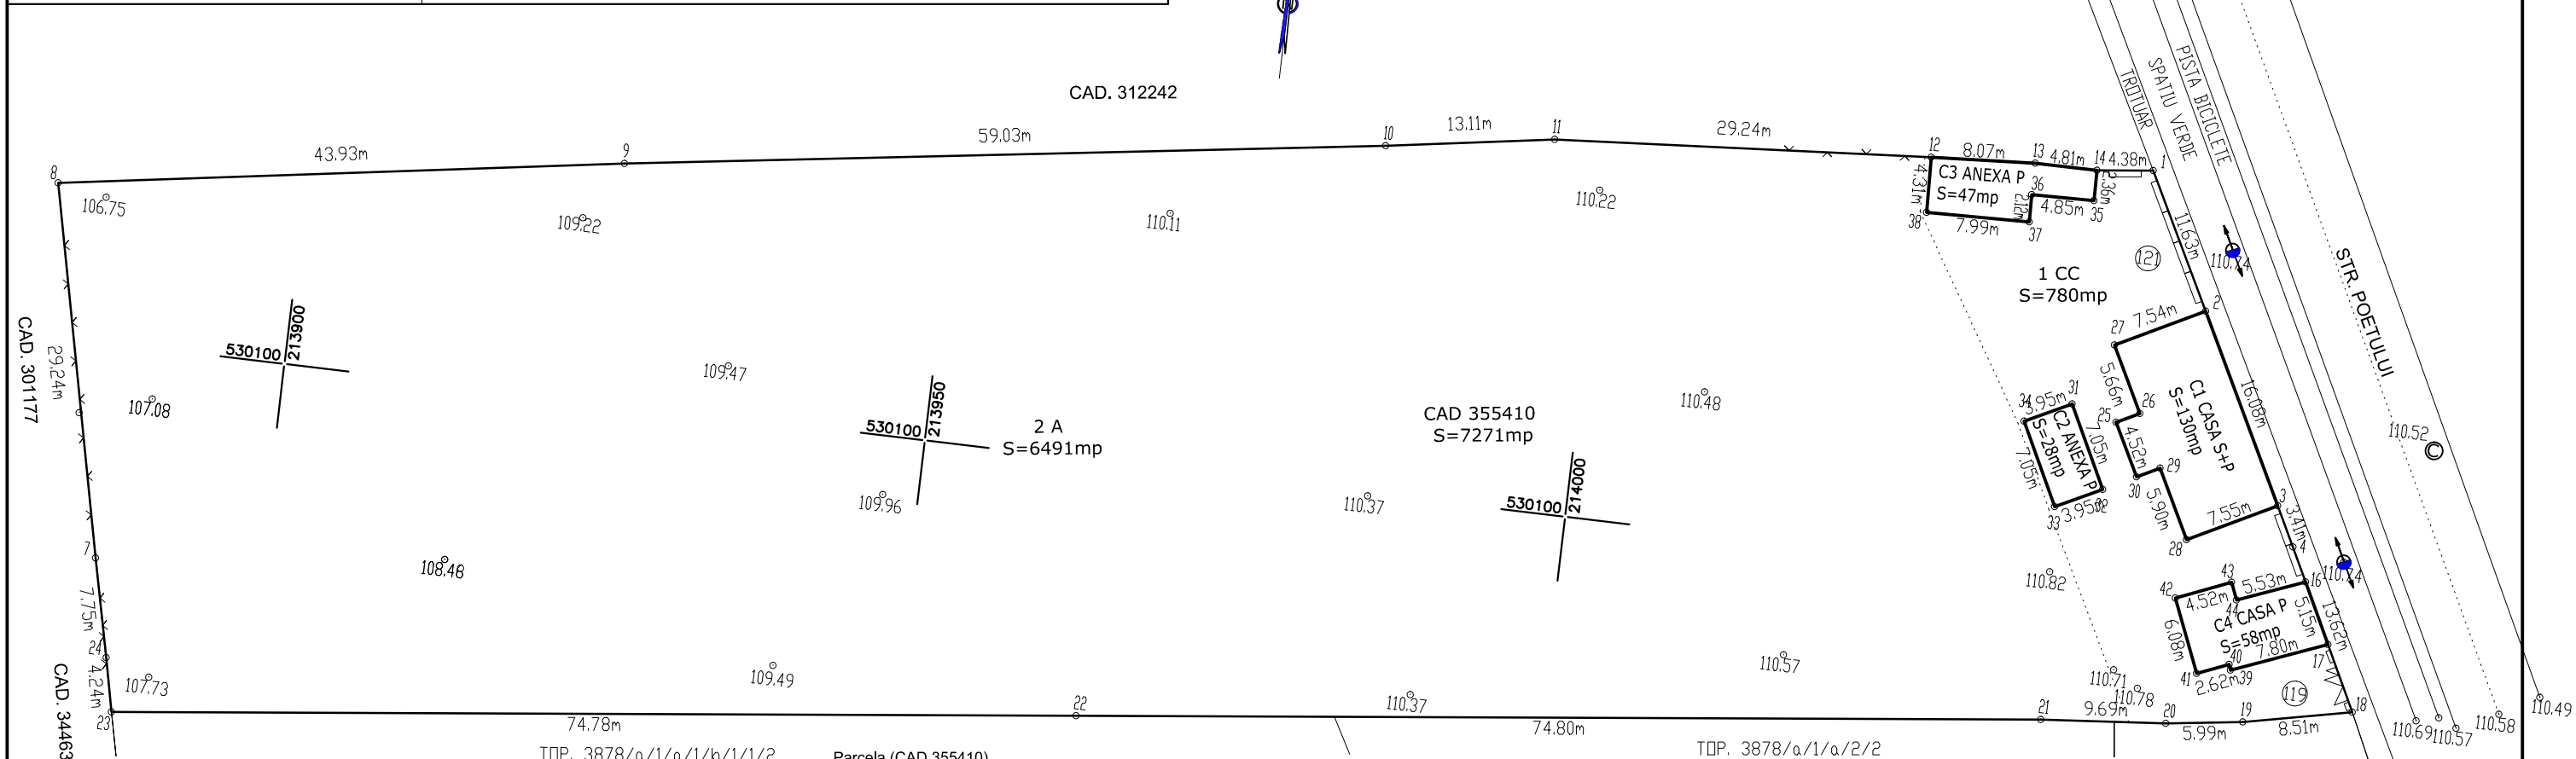 CAD. 312242
PISTA BICICLETE
SPATIU VERDE
TROTUAR
STR. POETULUI
8
43.93m
9
59.03m
10
13.11m
11
29.24m
12
8.07m
13
4.81m
14
4.38m
1
C3 ANEXA P
S=47mp
4.31m
36
2.36m
2.12m
4.85m
35
38
7.99m
37
106.75
109.22
110.11
110.22
11.63m
121
110.74
1 CC
S=780mp
2
CAD. 301177
29.24m
530100
213900
107.08
109.47
530100
213950
2 A
S=6491mp
CAD 355410
S=7271mp
110.48
530100
214000
27
7.54m
5.66m
26
25
4.52m
29
30
5.90m
28
7.55m
C1 CASA S+P
S=130mp
16.08m
3
3.41m
4
34
3.95m
31
C2 ANEXA P
S=28mp
7.05m
7.05m
33
3.95m
32
110.52
C
109.96
110.37
7
108.48
110.82
43
42
4.52m
44
5.53m
16
110.74
C4 CASA P
S=58mp
5.15m
13.62m
6.08m
40
7.80m
17
41
2.62m
39
119
7.75m
24
4.24m
23
107.73
109.49
110.57
110.37
110.71
110.78
CAD. 34463
74.78m
22
74.80m
21
9.69m
20
5.99m
19
8.51m
18
110.69
110.57
110.58
110.49
TOP. 3878/a/1/a/1/b/1/1/2
Parcela (CAD 355410)
TOP. 3878/a/1/a/2/2